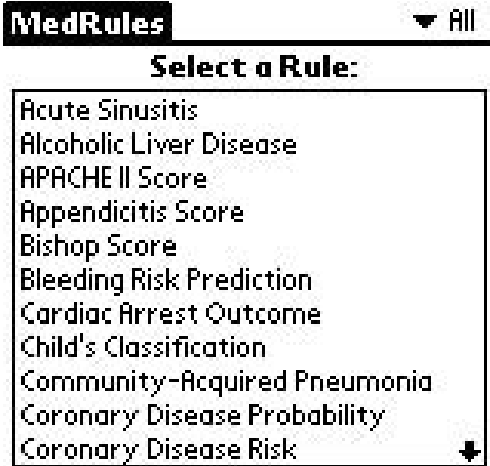 MedRules All
Select a Rule:
Acute Sinusitis
Alcoholic Liver Disease
APACHE II Score
Appendicitis Score
Bishop Score
Bleeding Risk Prediction
Cardiac Arrest Outcome
Child's Classification
Community-Acquired Pneumonia
Coronary Disease Probability
Coronary Disease Risk